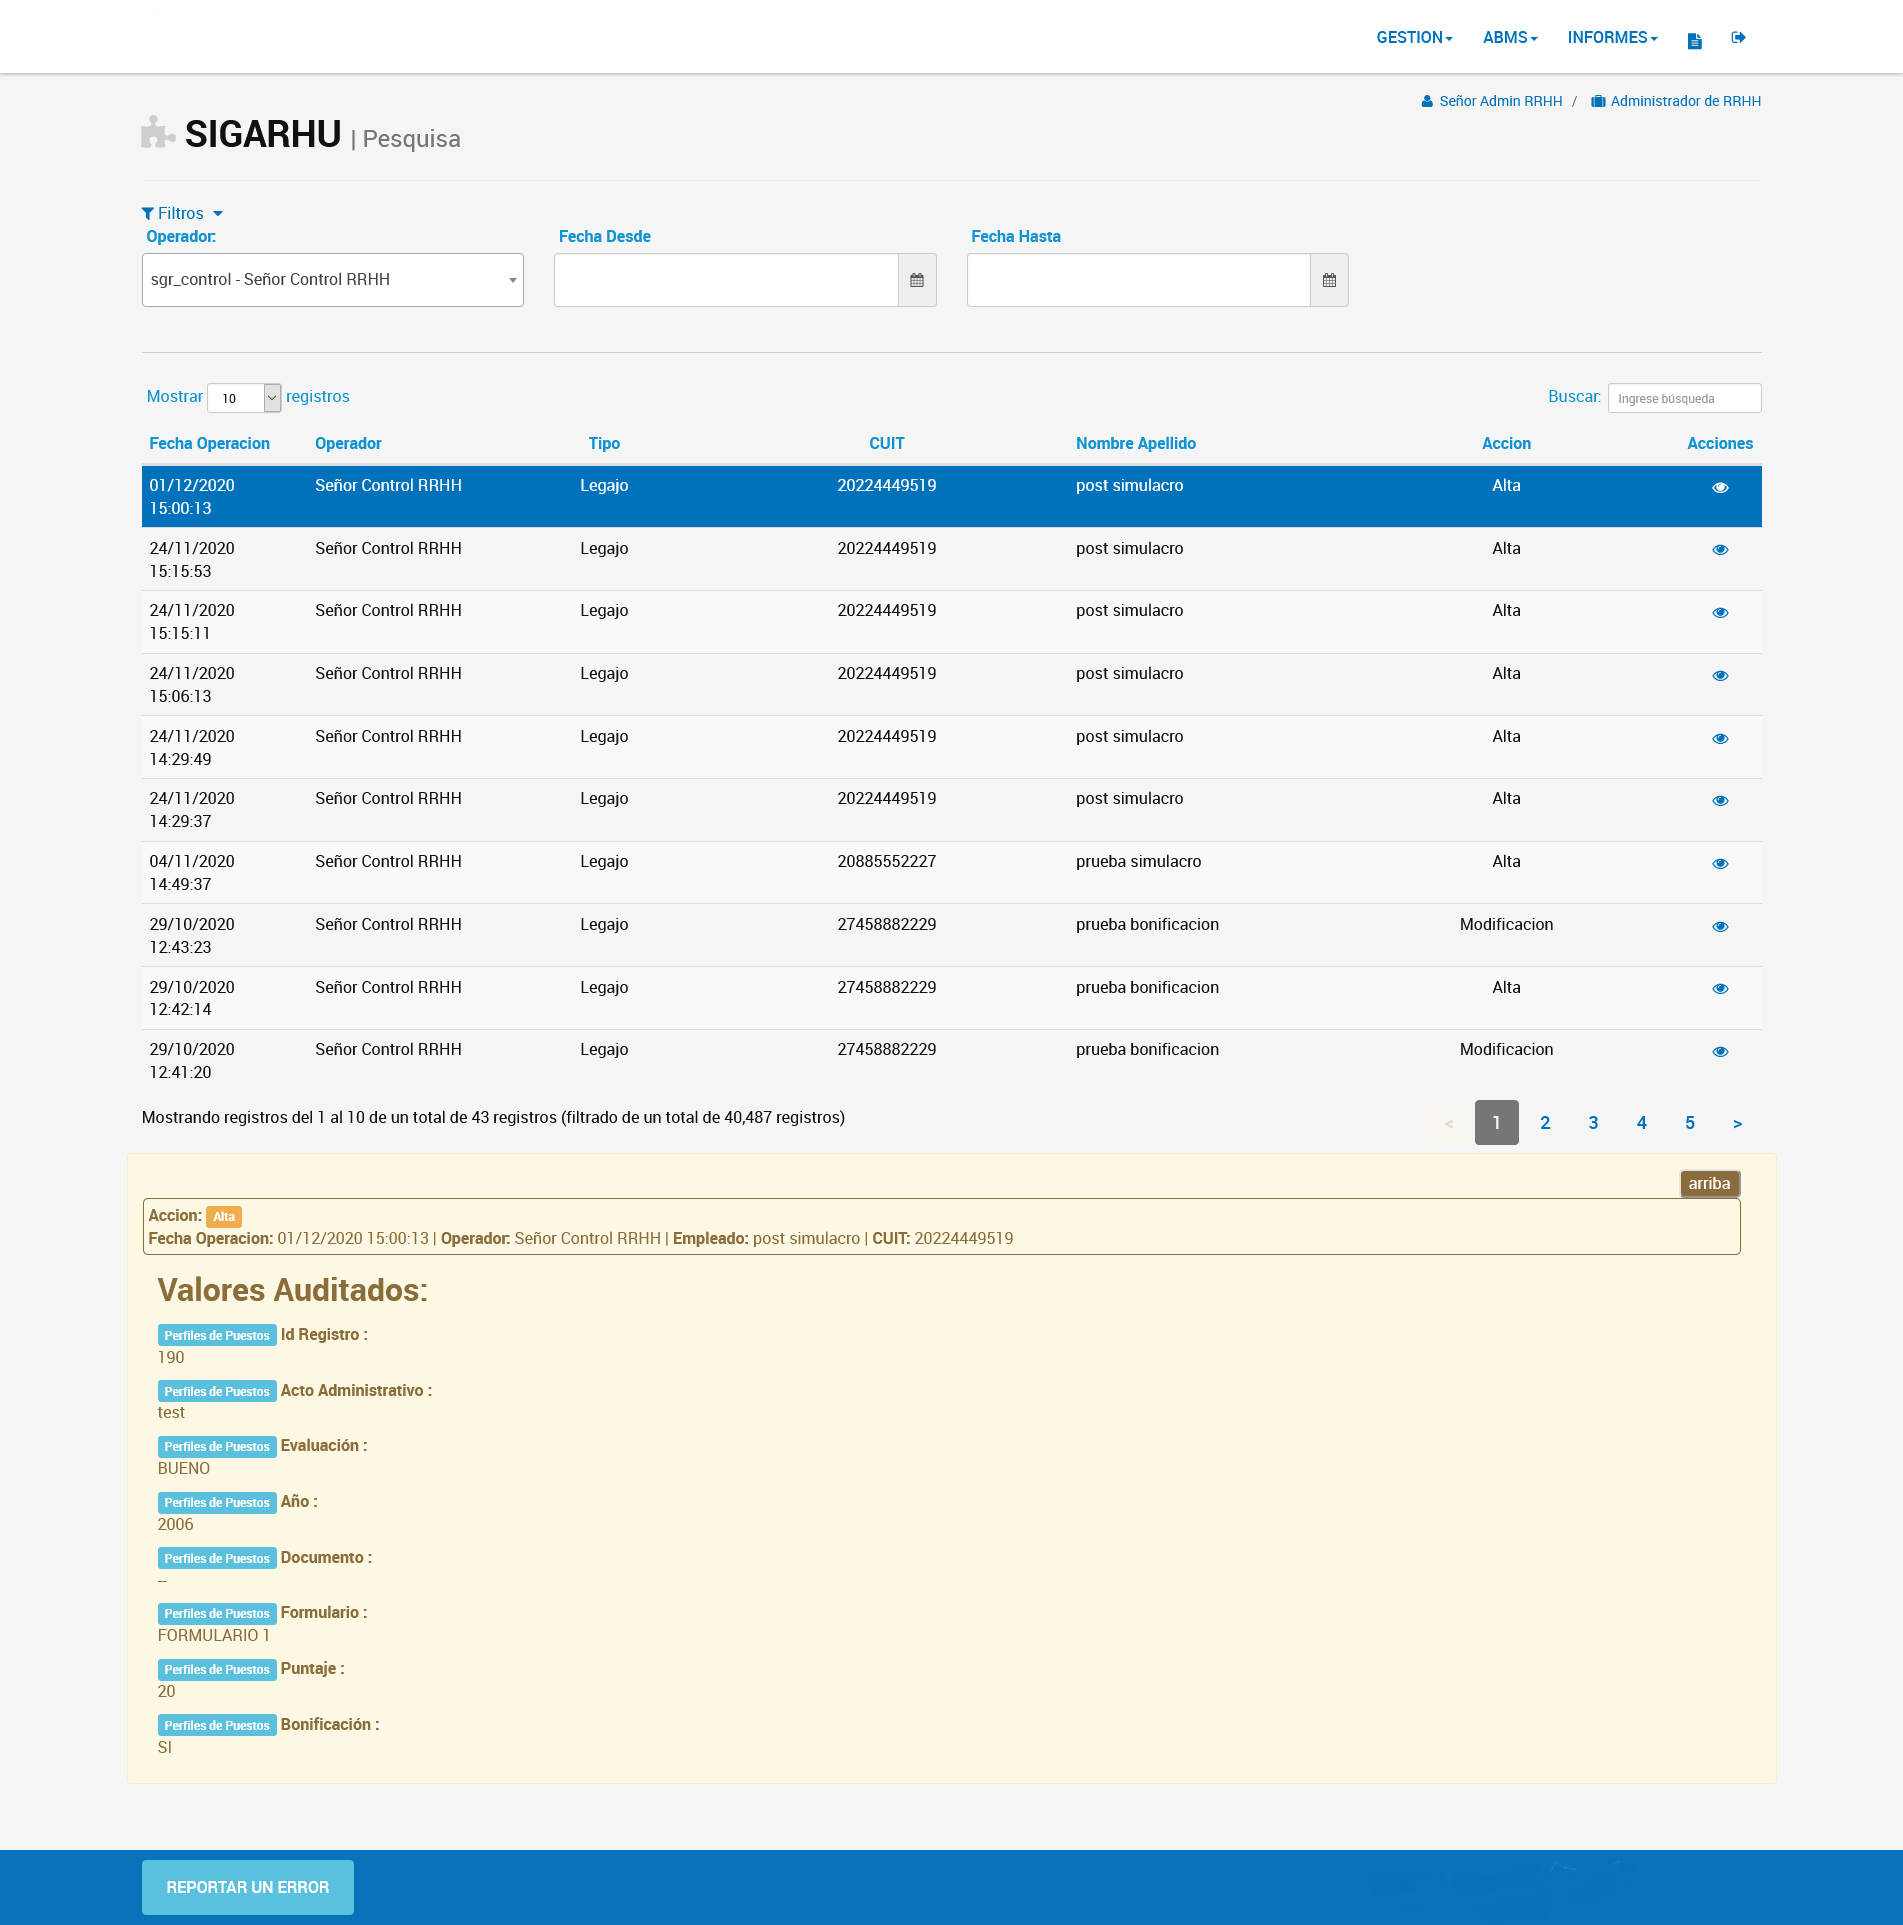 GESTION ABMS INFORMES
Señor Admin RRHH / Administrador de RRHH
SIGARHU | Pesquisa
Filtros
Operador: Fecha Desde Fecha Hasta
sgr_control - Señor Control RRHH
Mostrar 10 registros Buscar: Ingrese búsqueda
Fecha Operacion Operador Tipo CUIT Nombre Apellido Accion Acciones
01/12/2020 Señor Control RRHH Legajo 20224449519 post simulacro Alta
15:00:13
24/11/2020 Señor Control RRHH Legajo 20224449519 post simulacro Alta
15:15:53
24/11/2020 Señor Control RRHH Legajo 20224449519 post simulacro Alta
15:15:11
24/11/2020 Señor Control RRHH Legajo 20224449519 post simulacro Alta
15:06:13
24/11/2020 Señor Control RRHH Legajo 20224449519 post simulacro Alta
14:29:49
24/11/2020 Señor Control RRHH Legajo 20224449519 post simulacro Alta
14:29:37
04/11/2020 Señor Control RRHH Legajo 20885552227 prueba simulacro Alta
14:49:37
29/10/2020 Señor Control RRHH Legajo 27458882229 prueba bonificacion Modificacion
12:43:23
29/10/2020 Señor Control RRHH Legajo 27458882229 prueba bonificacion Alta
12:42:14
29/10/2020 Señor Control RRHH Legajo 27458882229 prueba bonificacion Modificacion
12:41:20
Mostrando registros del 1 al 10 de un total de 43 registros (filtrado de un total de 40,487 registros) < 1 2 3 4 5 >
arriba
Accion: Alta
Fecha Operacion: 01/12/2020 15:00:13 | Operador: Señor Control RRHH | Empleado: post simulacro | CUIT: 20224449519
Valores Auditados:
Perfiles de Puestos Id Registro :
190
Perfiles de Puestos Acto Administrativo :
test
Perfiles de Puestos Evaluación :
BUENO
Perfiles de Puestos Año :
2006
Perfiles de Puestos Documento :
--
Perfiles de Puestos Formulario :
FORMULARIO 1
Perfiles de Puestos Puntaje :
20
Perfiles de Puestos Bonificación :
SI
REPORTAR UN ERROR